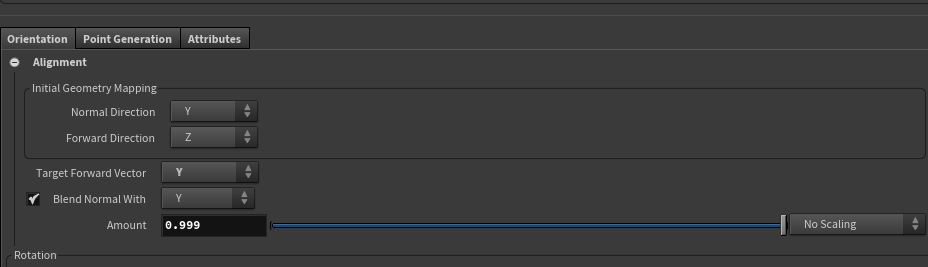 Orientation Point Generation Attributes
Alignment
Initial Geometry Mapping
Normal Direction Y
Forward Direction Z
Target Forward Vector Y
Blend Normal With Y
Amount 0.999 No Scaling
Rotation